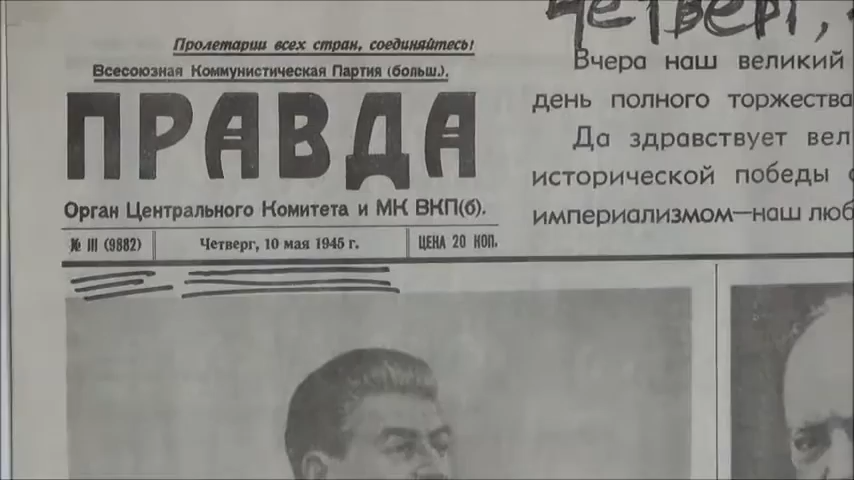 Пролетарии всех стран, соединяйтесь!
Всесоюзная Коммунистическая Партия (больш.).
ПРАВДА
Орган Центрального Комитета и МК ВКП(б).
№ III (9882)
Четверг, 10 мая 1945 г.
ЦЕНА 20 КОП.
Четверг,
Вчера наш великий
день полного торжества
Да здравствует вел
исторической победы
империализмом—наш люб